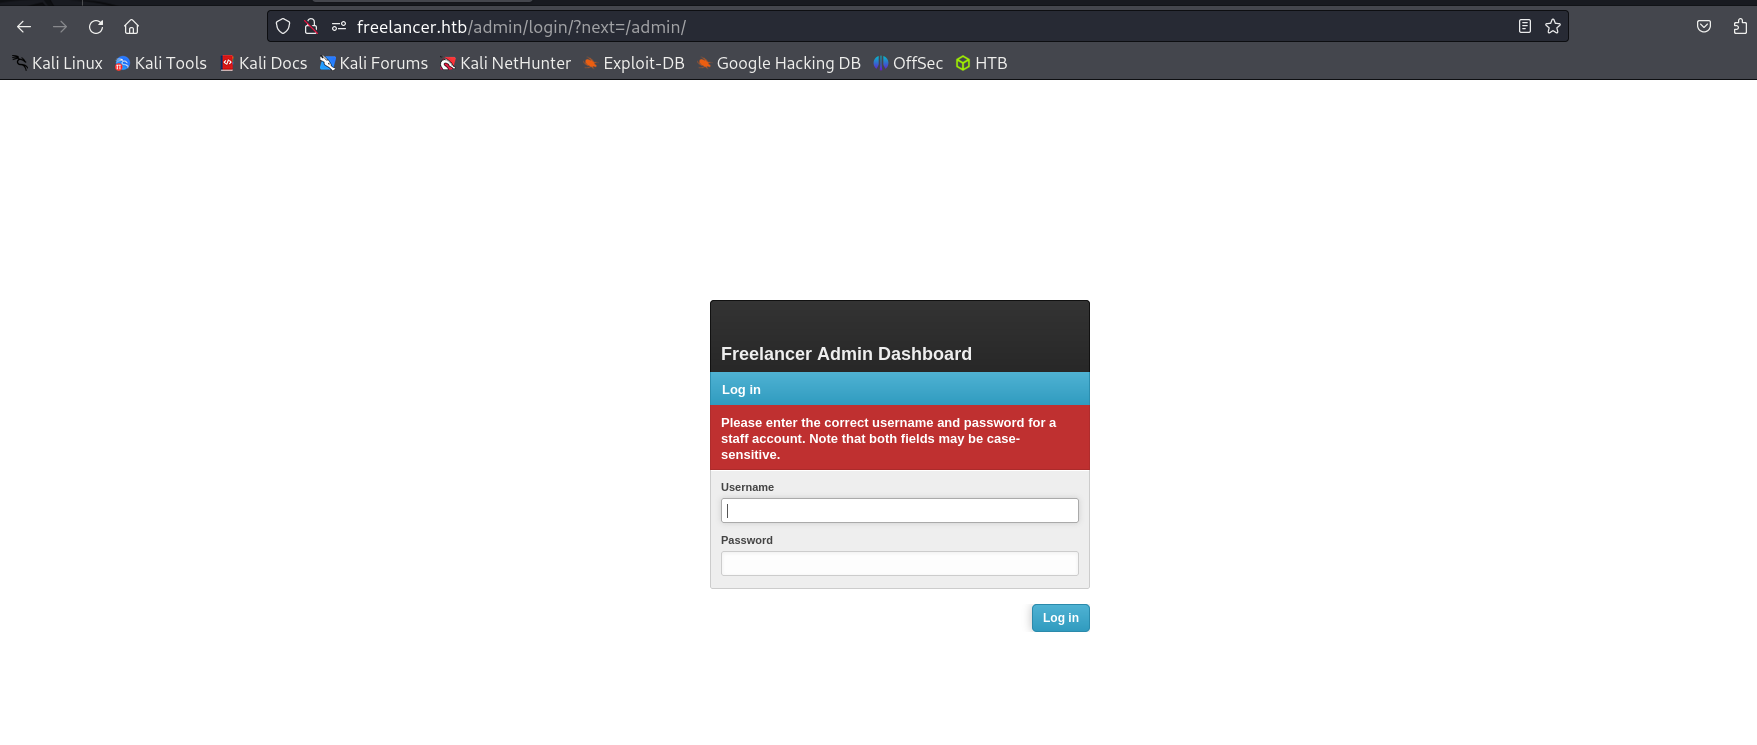 freelancer.htb/admin/login/?next=/admin/
Kali Linux Kali Tools Kali Docs Kali Forums Kali NetHunter Exploit-DB Google Hacking DB OffSec HTB
Freelancer Admin Dashboard
Log in
Please enter the correct username and password for a
staff account. Note that both fields may be case-
sensitive.
Username
Password
Log in